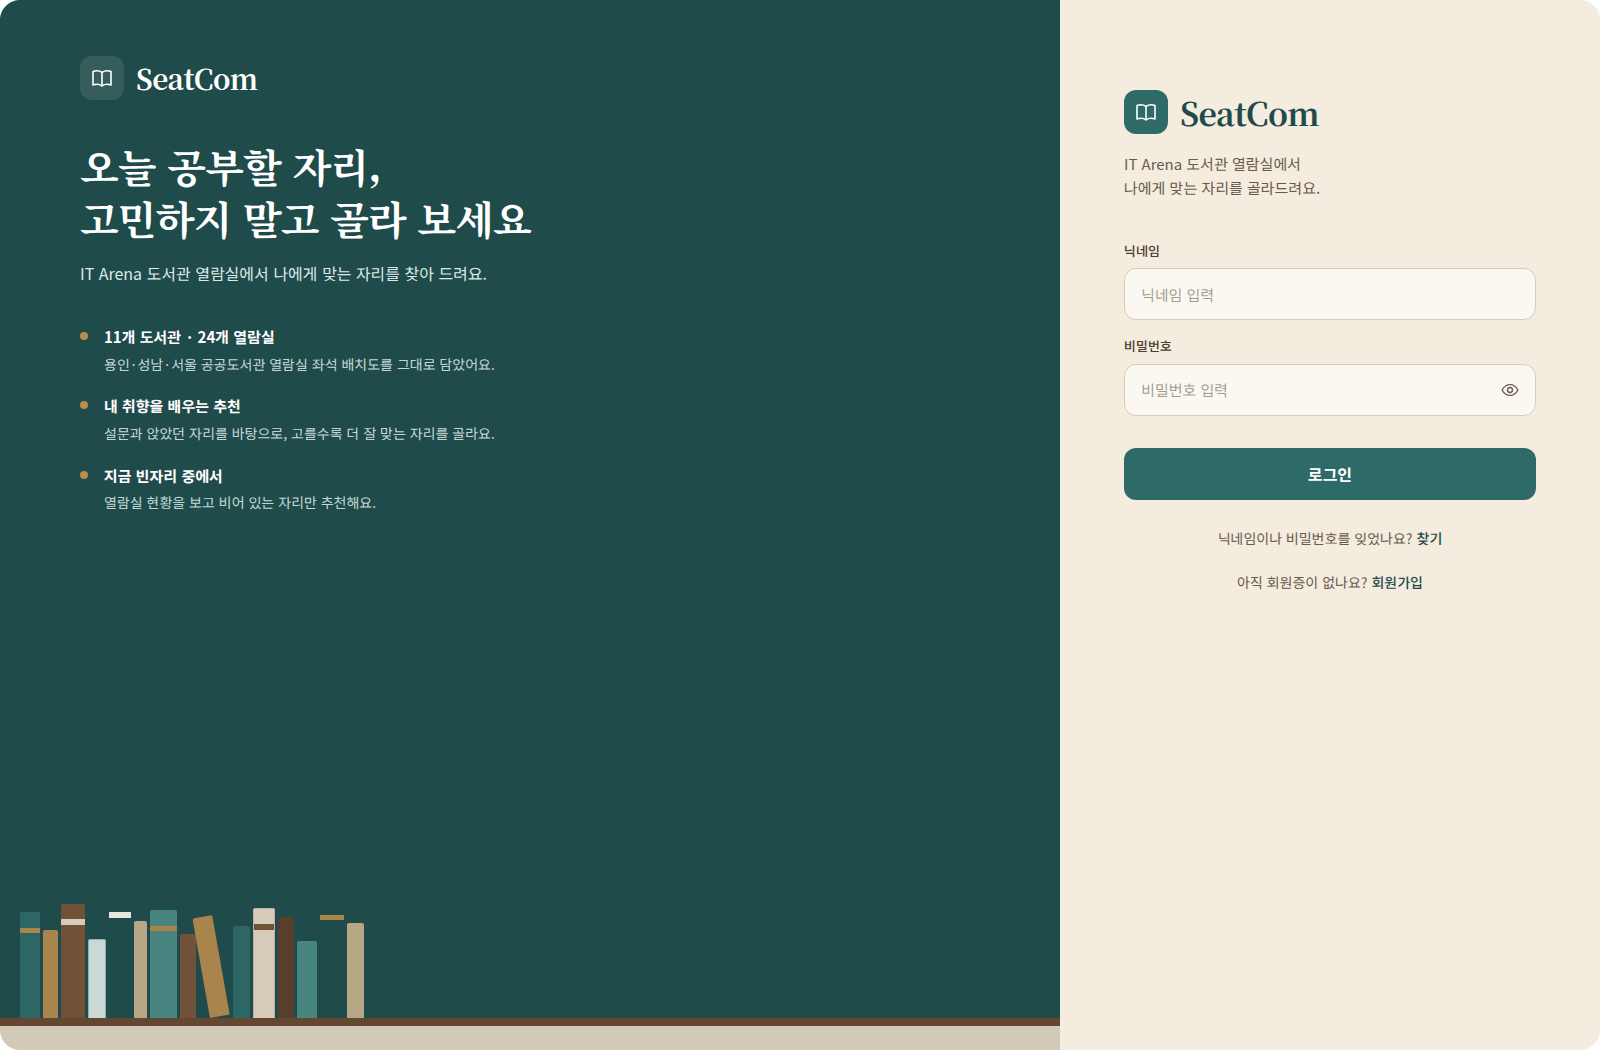 SeatCom
오늘 공부할 자리,
고민하지 말고 골라 보세요
IT Arena 도서관 열람실에서 나에게 맞는 자리를 찾아 드려요.
11개 도서관 · 24개 열람실
용인·성남·서울 공공도서관 열람실 좌석 배치도를 그대로 담았어요.
내 취향을 배우는 추천
설문과 앉았던 자리를 바탕으로, 고를수록 더 잘 맞는 자리를 골라요.
지금 빈자리 중에서
열람실 현황을 보고 비어 있는 자리만 추천해요.
SeatCom
IT Arena 도서관 열람실에서
나에게 맞는 자리를 골라드려요.
닉네임
닉네임 입력
비밀번호
비밀번호 입력
로그인
닉네임이나 비밀번호를 잊었나요? 찾기
아직 회원증이 없나요? 회원가입